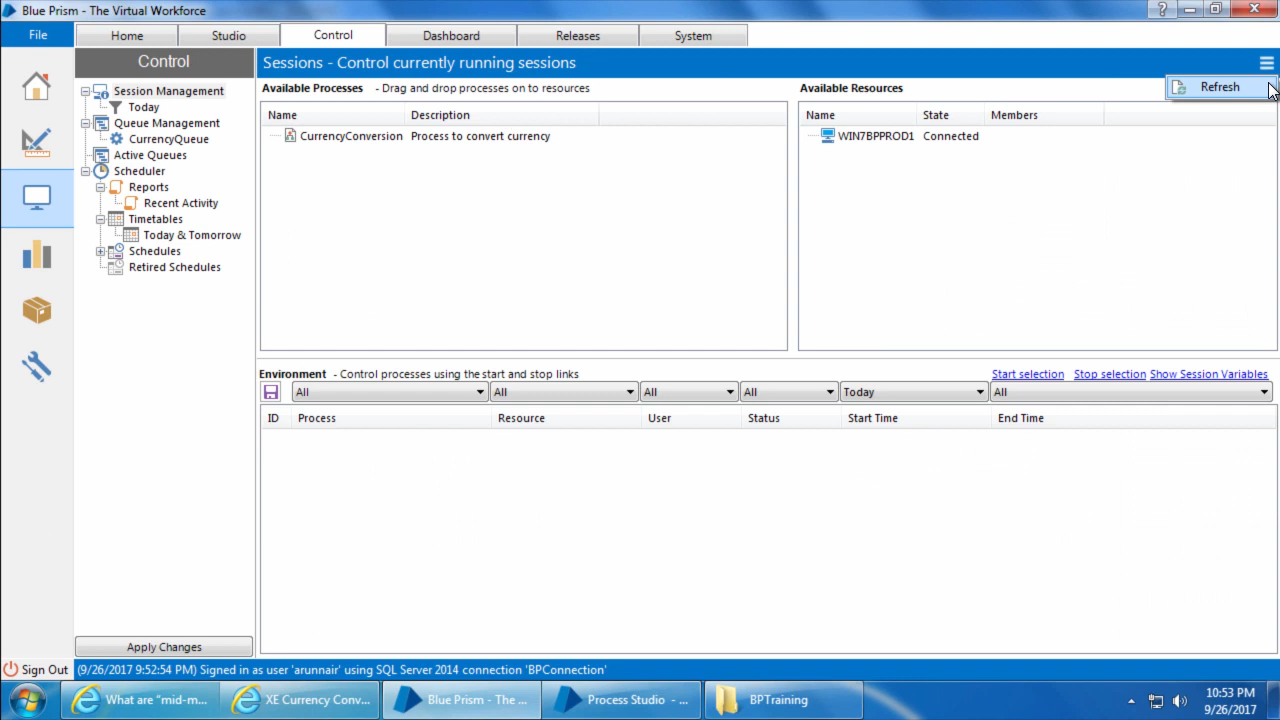 Blue Prism - The Virtual Workforce
File
Home
Studio
Control
Dashboard
Releases
System
Control
Sessions - Control currently running sessions
Session Management
Today
Queue Management
CurrencyQueue
Active Queues
Scheduler
Reports
Recent Activity
Timetables
Today & Tomorrow
Schedules
Retired Schedules
Apply Changes
Available Processes - Drag and drop processes on to resources
Name Description
CurrencyConversion Process to convert currency
Available Resources
Refresh
Name State Members
WIN7BPPROD1 Connected
Environment - Control processes using the start and stop links
Start selection Stop selection Show Session Variables
All All All All Today All
ID Process Resource User Status Start Time End Time
Sign Out
(9/26/2017 9:52:54 PM) Signed in as user 'arunnair' using SQL Server 2014 connection 'BPConnection'
What are "mid-m...
XE Currency Conv...
Blue Prism - The ...
Process Studio - ...
BPTraining
10:53 PM
9/26/2017